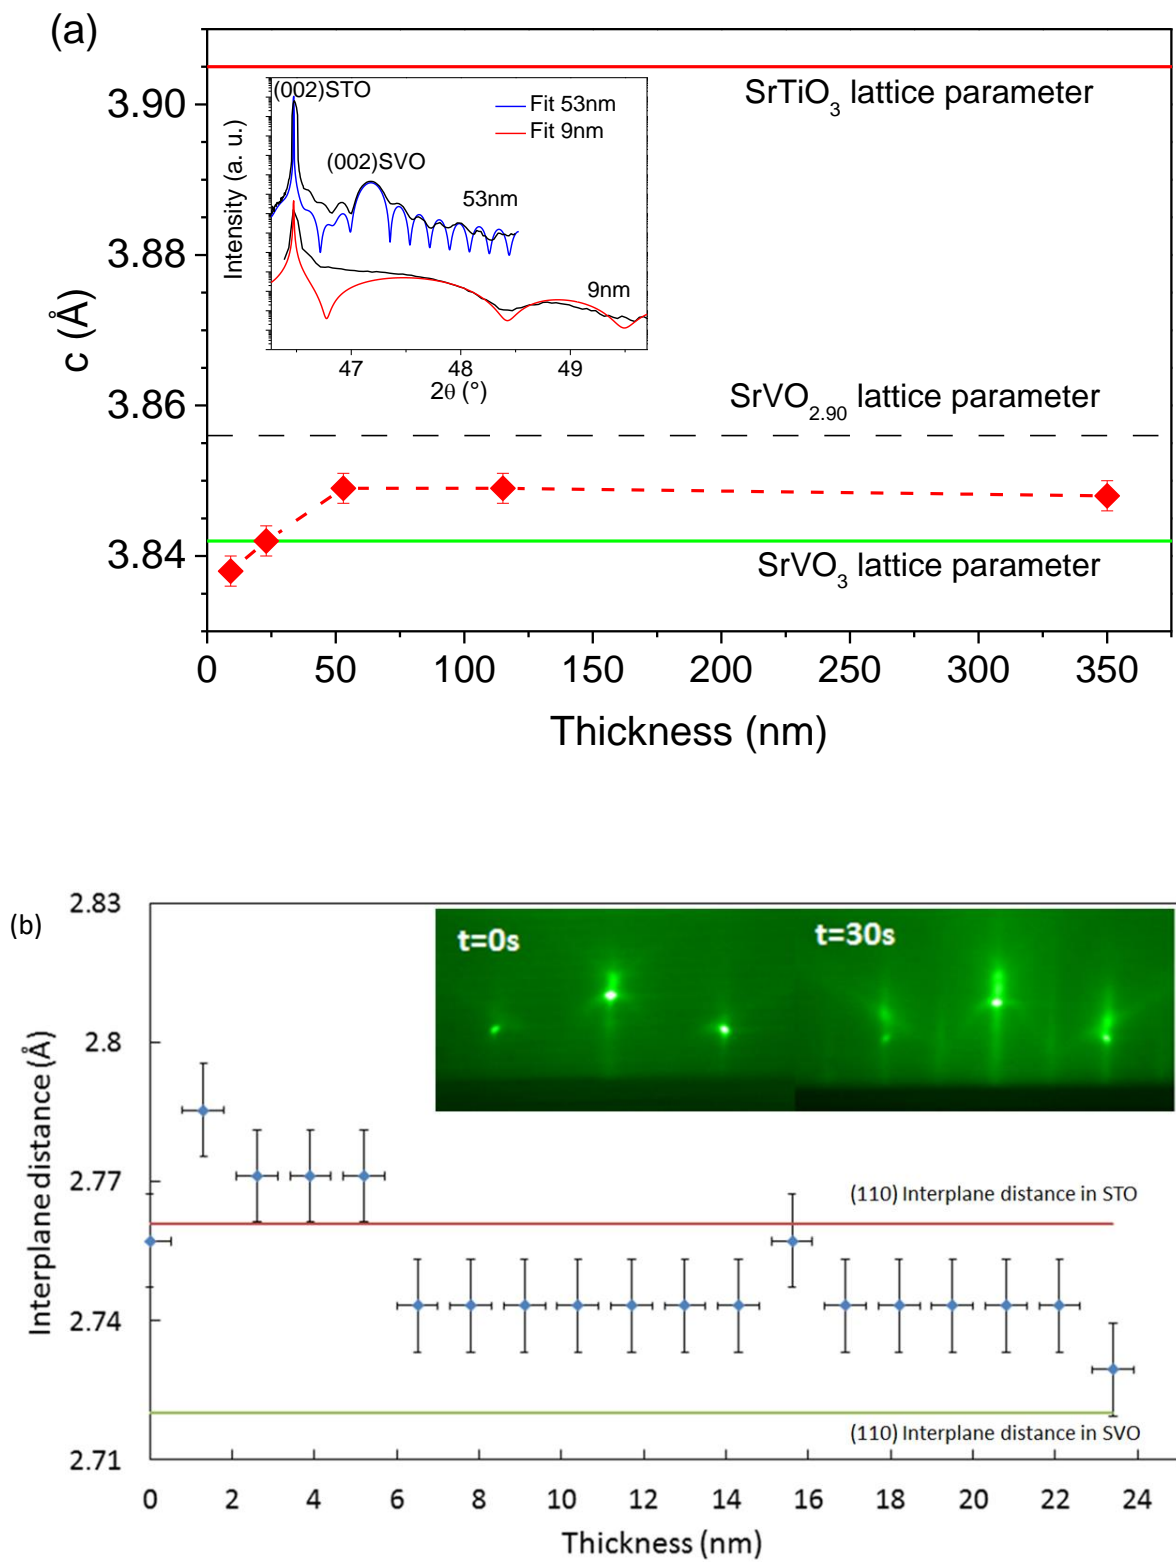 (a)
SrTiO3 lattice parameter
(002)STO
Fit 53nm
Fit 9nm
(002)SVO
53nm
9nm
Intensity (a. u.)
47 48 49
2θ (°)
SrVO2.90 lattice parameter
SrVO3 lattice parameter
c (Å)
3.90
3.88
3.86
3.84
0 50 100 150 200 250 300 350
Thickness (nm)
(b)
t=0s
t=30s
(110) Interplane distance in STO
(110) Interplane distance in SVO
Interplane distance (Å)
2.83
2.8
2.77
2.74
2.71
0 2 4 6 8 10 12 14 16 18 20 22 24
Thickness (nm)